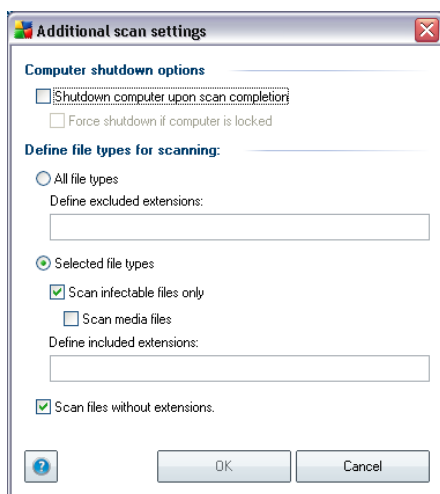 Additional scan settings
Computer shutdown options
Shutdown computer upon scan completion
Force shutdown if computer is locked
Define file types for scanning:
All file types
Define excluded extensions:
Selected file types
Scan infectable files only
Scan media files
Define included extensions:
Scan files without extensions.
? OK Cancel